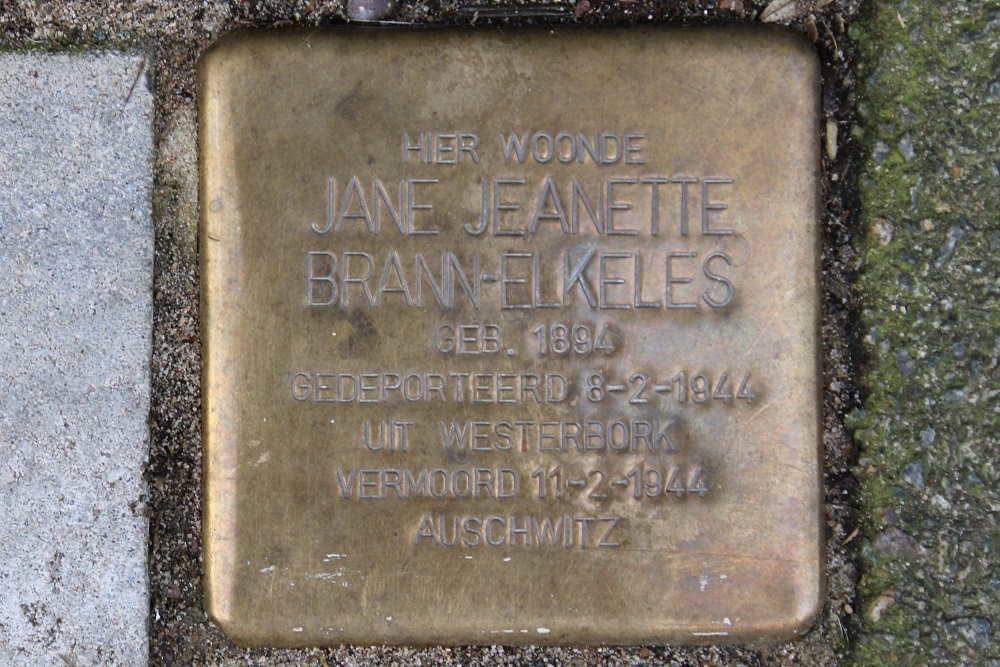 HIER WOONDE
JANE JEANETTE
BRANN-ELKELES
GEB. 1894
GEDEPORTEERD 8-2-1944
UIT WESTERBORK
VERMOORD 11-2-1944
AUSCHWITZ